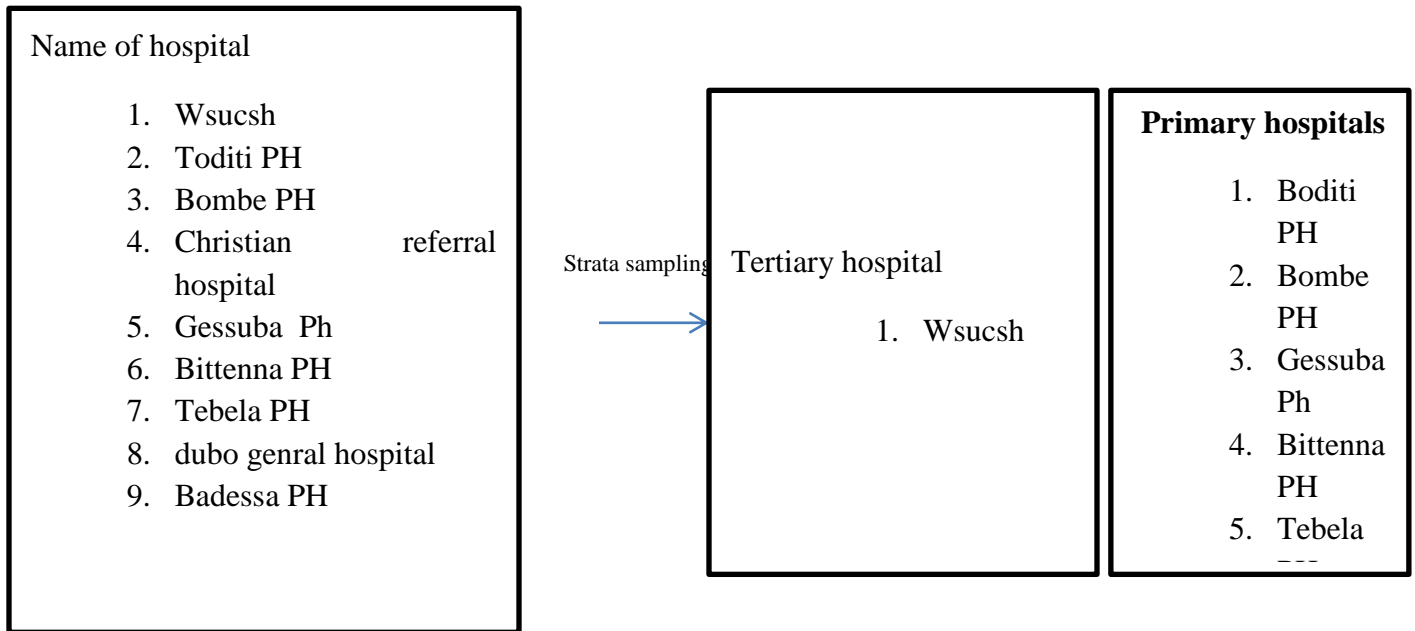 Name of hospital
1. Wsucsh
2. Toditi PH
3. Bombe PH
4. Christian referral
hospital
5. Gessuba Ph
6. Bittenna PH
7. Tebela PH
8. dubo genral hospital
9. Badessa PH
Strata sampling
Tertiary hospital
1. Wsucsh
Primary hospitals
1. Boditi
PH
2. Bombe
PH
3. Gessuba
Ph
4. Bittenna
PH
5. Tebela